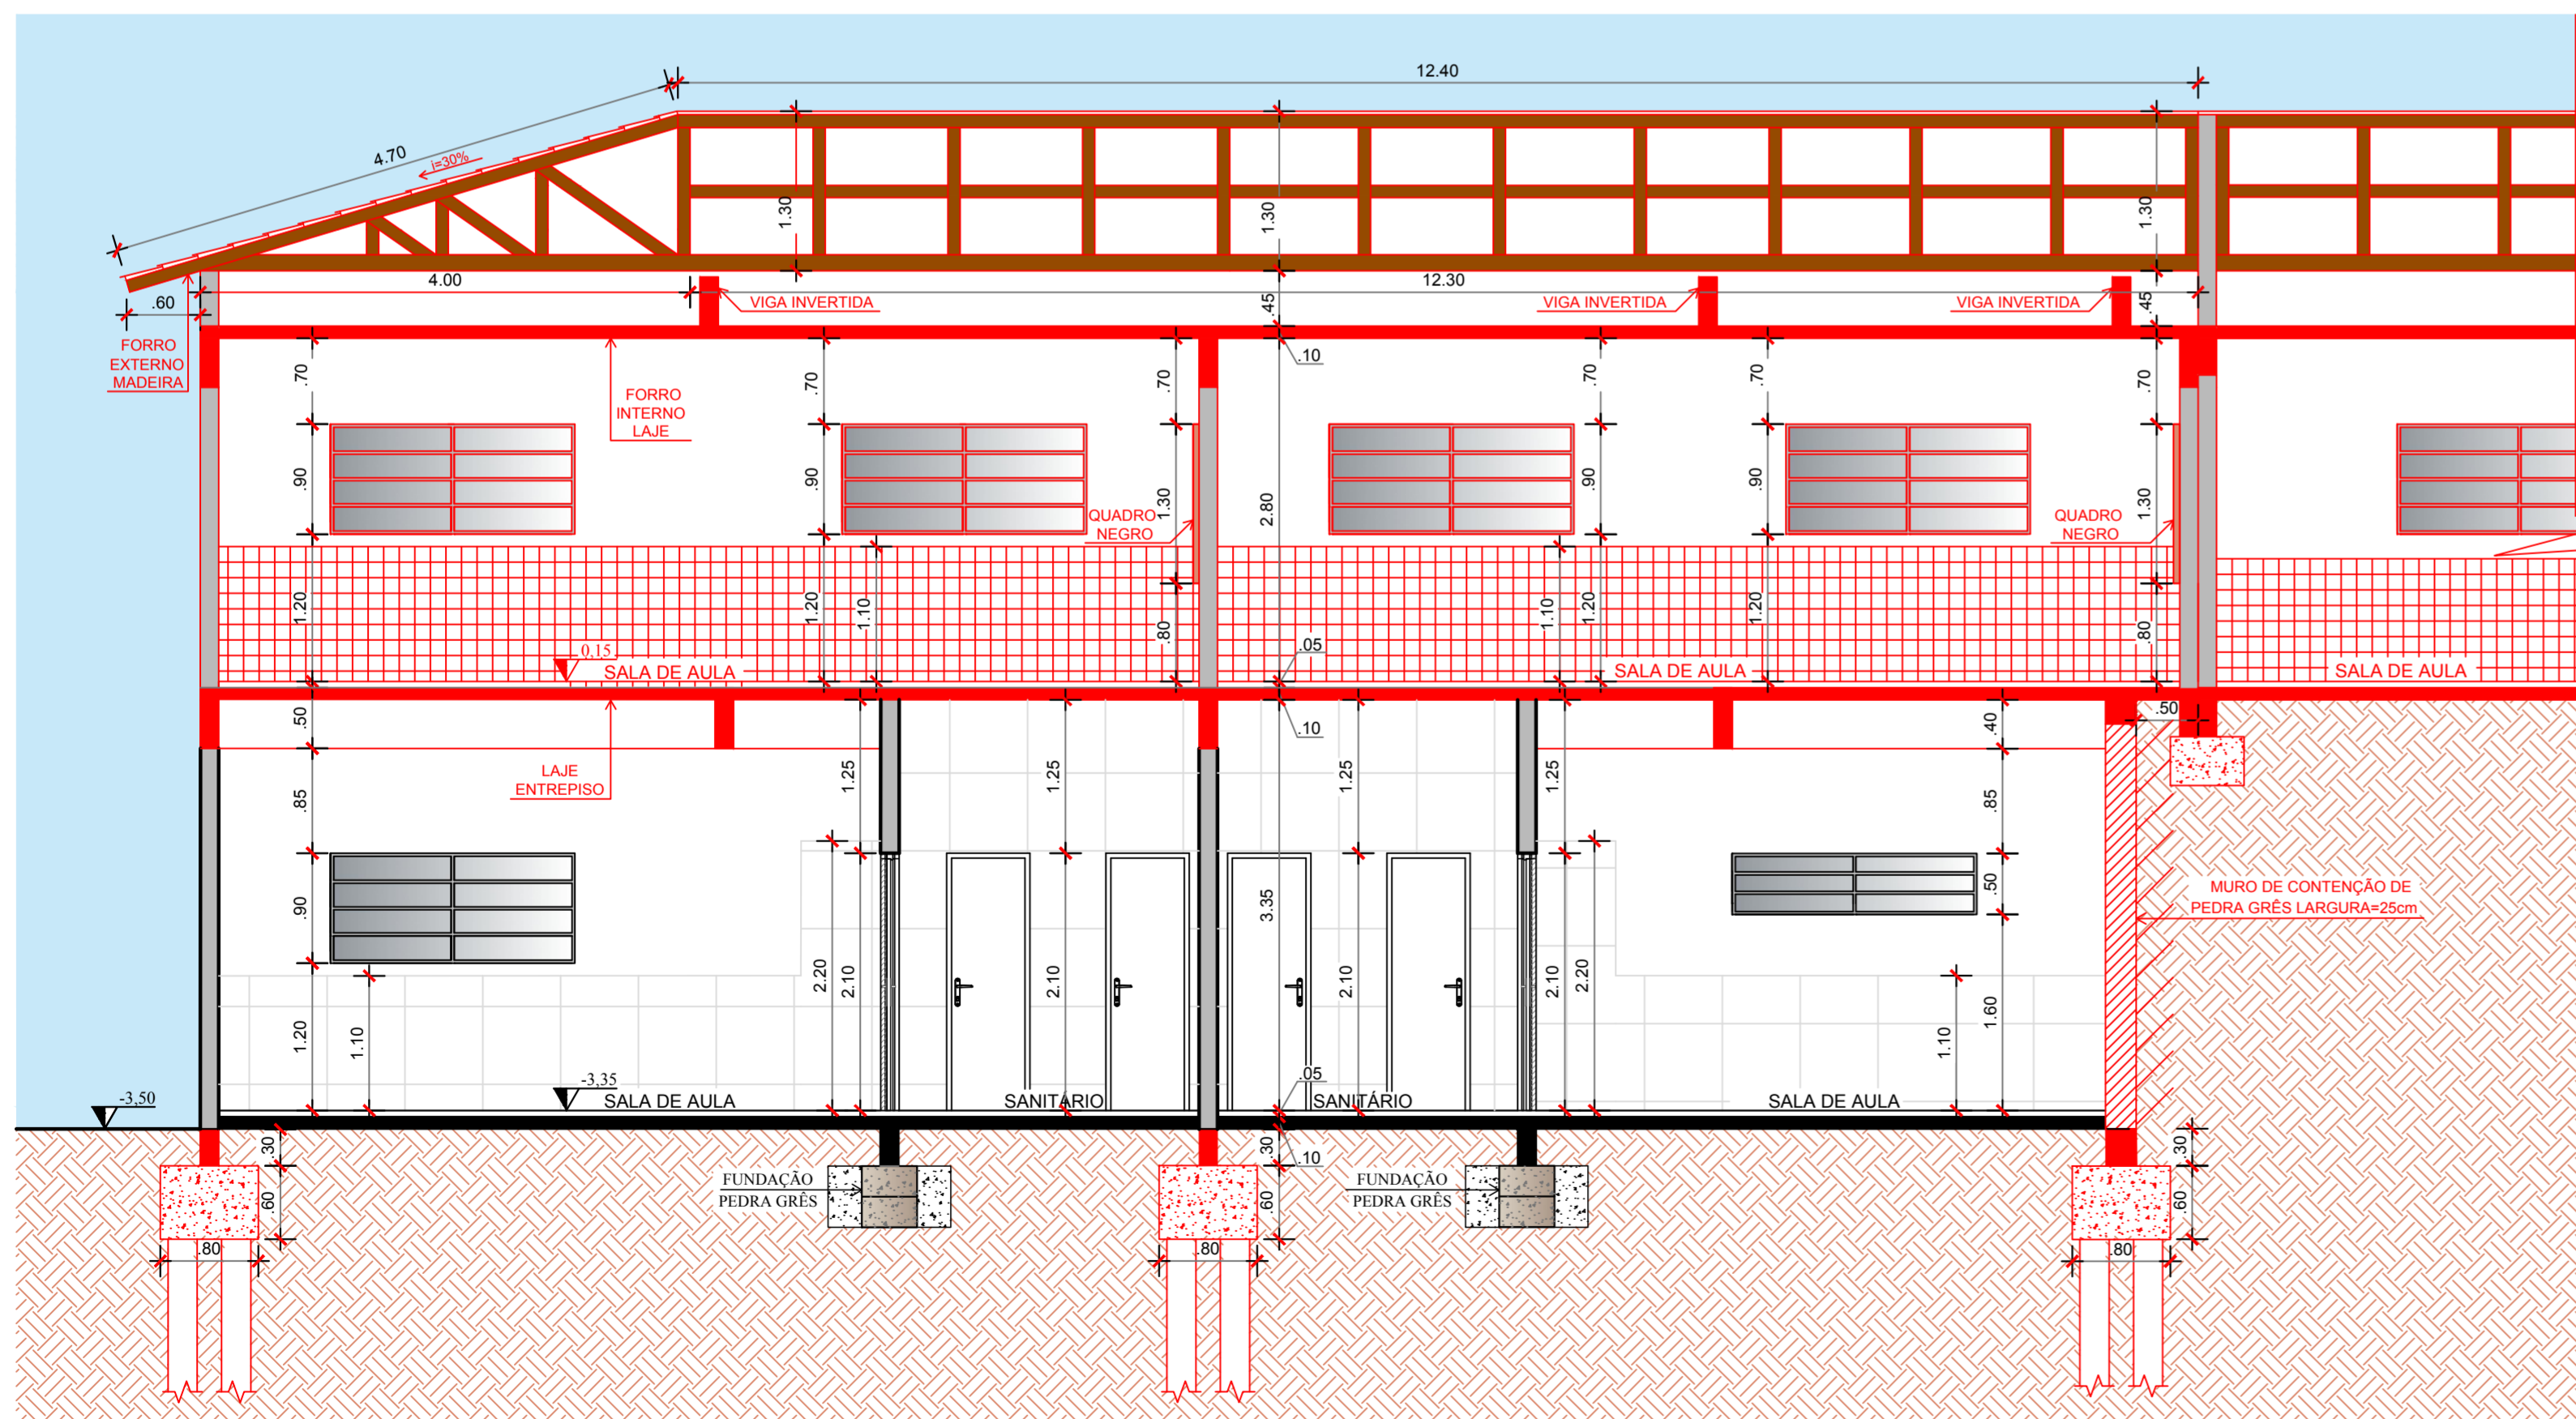 12.40
4.70
i=30%
1.30
1.30
1.30
4.00
12.30
.60
VIGA INVERTIDA
.45
VIGA INVERTIDA
VIGA INVERTIDA
.45
FORRO
EXTERNO
MADEIRA
.70
FORRO
INTERNO
LAJE
.70
.70
.10
.70
.70
.70
.90
.90
QUADRO
NEGRO
1.30
2.80
.90
.90
QUADRO
NEGRO
1.30
1.20
1.20
1.10
.80
1.10
1.20
1.20
.80
0,15
SALA DE AULA
.05
SALA DE AULA
SALA DE AULA
.50
.10
.40
.50
LAJE
ENTREPISO
1.25
1.25
1.25
1.25
.85
.85
.90
3.35
.50
MURO DE CONTENÇÃO DE
PEDRA GRÊS LARGURA=25cm
1.20
1.10
2.20
2.10
2.10
2.10
2.10
2.20
1.10
1.60
-3,50
-3,35
SALA DE AULA
SANITÁRIO
.05
SANITÁRIO
SALA DE AULA
.30
.30
.10
.30
.60
FUNDAÇÃO
PEDRA GRÊS
.60
FUNDAÇÃO
PEDRA GRÊS
.60
.80
.80
.80